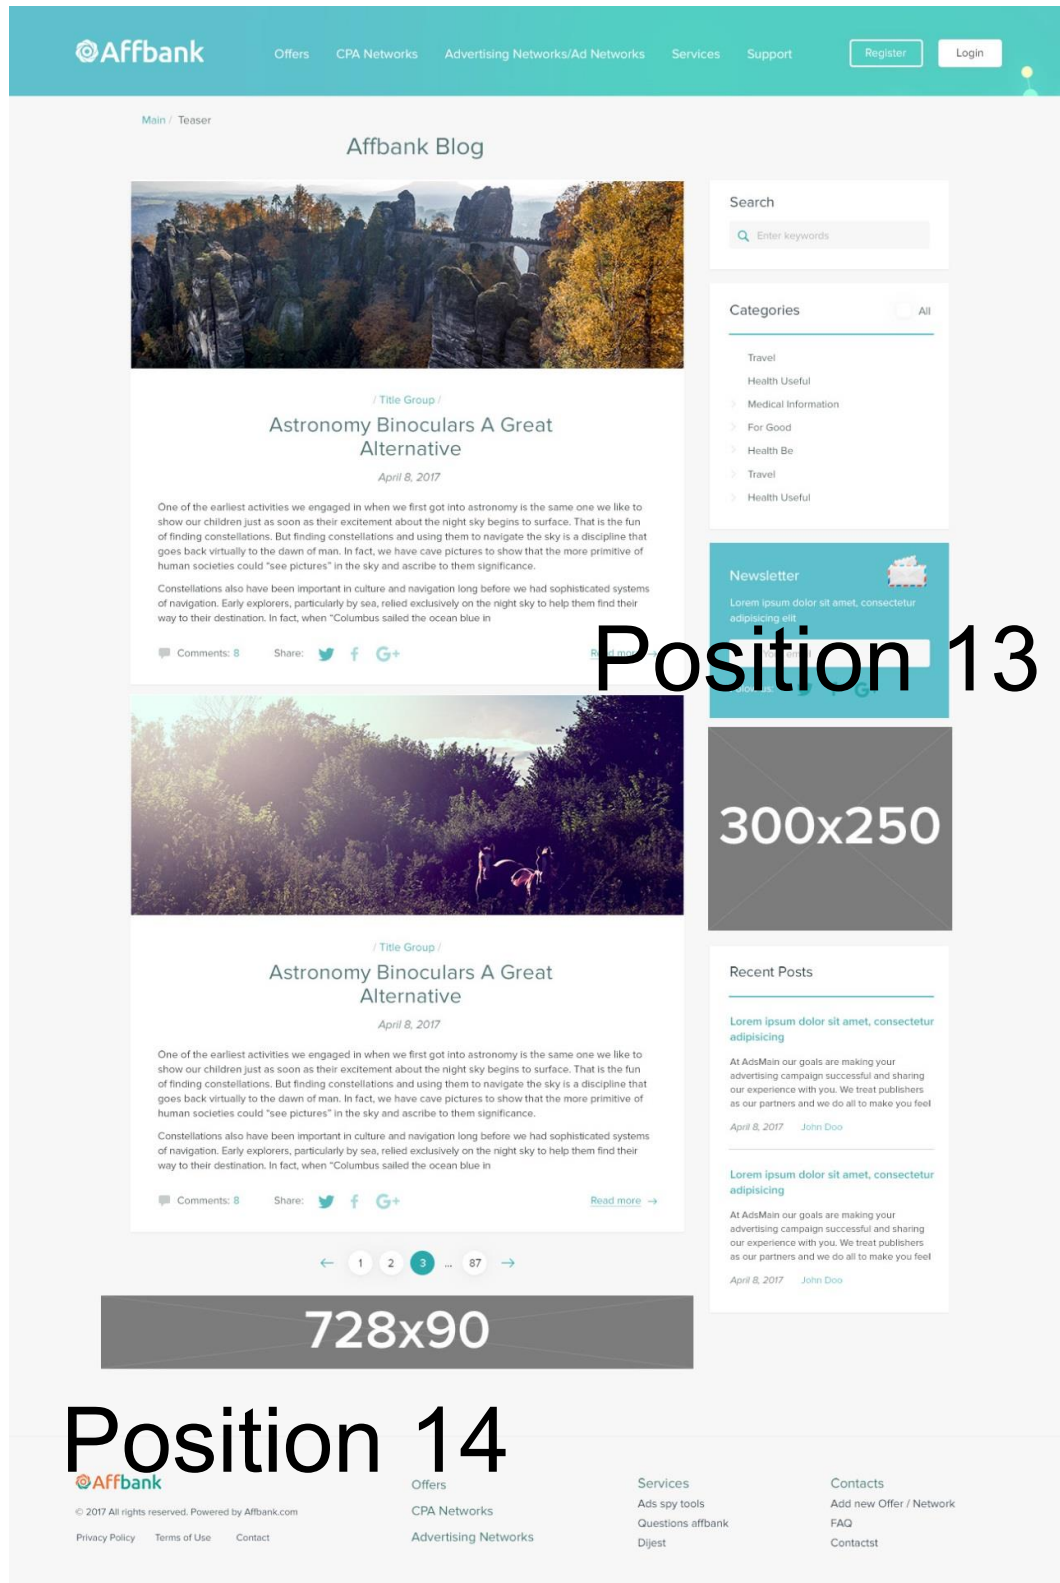 Affbank
Offers CPA Networks Advertising Networks/Ad Networks Services Support Register Login
Main / Teaser
Affbank Blog
/ Title Group /
Astronomy Binoculars A Great
Alternative
April 8, 2017
One of the earliest activities we engaged in when we first got into astronomy is the same one we like to
show our children just as soon as their excitement about the night sky begins to surface. That is the fun
of finding constellations. But finding constellations and using them to navigate the sky is a discipline that
goes back virtually to the dawn of man. In fact, we have cave pictures to show that the more primitive of
human societies could "see pictures" in the sky and ascribe to them significance.
Constellations also have been important in culture and navigation long before we had sophisticated systems
of navigation. Early explorers, particularly by sea, relied exclusively on the night sky to help them find their
way to their destination. In fact, when "Columbus sailed the ocean blue in
Comments: 8 Share: Read more →
/ Title Group /
Astronomy Binoculars A Great
Alternative
April 8, 2017
One of the earliest activities we engaged in when we first got into astronomy is the same one we like to
show our children just as soon as their excitement about the night sky begins to surface. That is the fun
of finding constellations. But finding constellations and using them to navigate the sky is a discipline that
goes back virtually to the dawn of man. In fact, we have cave pictures to show that the more primitive of
human societies could "see pictures" in the sky and ascribe to them significance.
Constellations also have been important in culture and navigation long before we had sophisticated systems
of navigation. Early explorers, particularly by sea, relied exclusively on the night sky to help them find their
way to their destination. In fact, when "Columbus sailed the ocean blue in
Comments: 8 Share: Read more →
← 1 2 3 ... 87 →
728x90
Position 14
Search
Enter keywords
Categories All
Travel
Health Useful
Medical Information
For Good
Health Be
Travel
Health Useful
Newsletter
Lorem ipsum dolor sit amet, consectetur
adipisicing elit
Position 13
300x250
Recent Posts
Lorem ipsum dolor sit amet, consectetur
adipisicing
At AdsMain our goals are making your
advertising campaign successful and sharing
our experience with you. We treat publishers
as our partners and we do all to make you feel
April 8, 2017 John Doo
Lorem ipsum dolor sit amet, consectetur
adipisicing
At AdsMain our goals are making your
advertising campaign successful and sharing
our experience with you. We treat publishers
as our partners and we do all to make you feel
April 8, 2017 John Doo
Affbank
© 2017 All rights reserved. Powered by Affbank.com
Privacy Policy Terms of Use Contact
Offers
CPA Networks
Advertising Networks
Services
Ads spy tools
Questions affbank
Dijest
Contacts
Add new Offer / Network
FAQ
Contactst